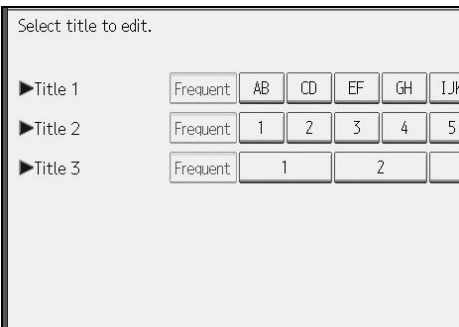 Select title to edit.
▶Title 1 Frequent AB CD EF GH IJK
▶Title 2 Frequent 1 2 3 4 5
▶Title 3 Frequent 1 2